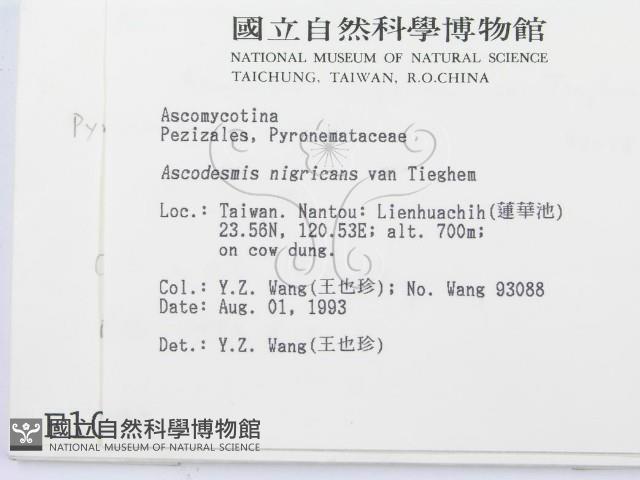 國立自然科學博物館
NATIONAL MUSEUM OF NATURAL SCIENCE
TAICHUNG, TAIWAN, R.O.CHINA
Ascomycotina
Pezizales, Pyronemataceae
Ascodesmis nigricans van Tieghem
Loc.: Taiwan. Nantou: Lienhuachih(蓮華池)
23.56N, 120.53E; alt. 700m;
on cow dung.
Col.: Y.Z. Wang(王也珍); No. Wang 93088
Date: Aug. 01, 1993
Det.: Y.Z. Wang(王也珍)
國立自然科學博物館
NATIONAL MUSEUM OF NATURAL SCIENCE